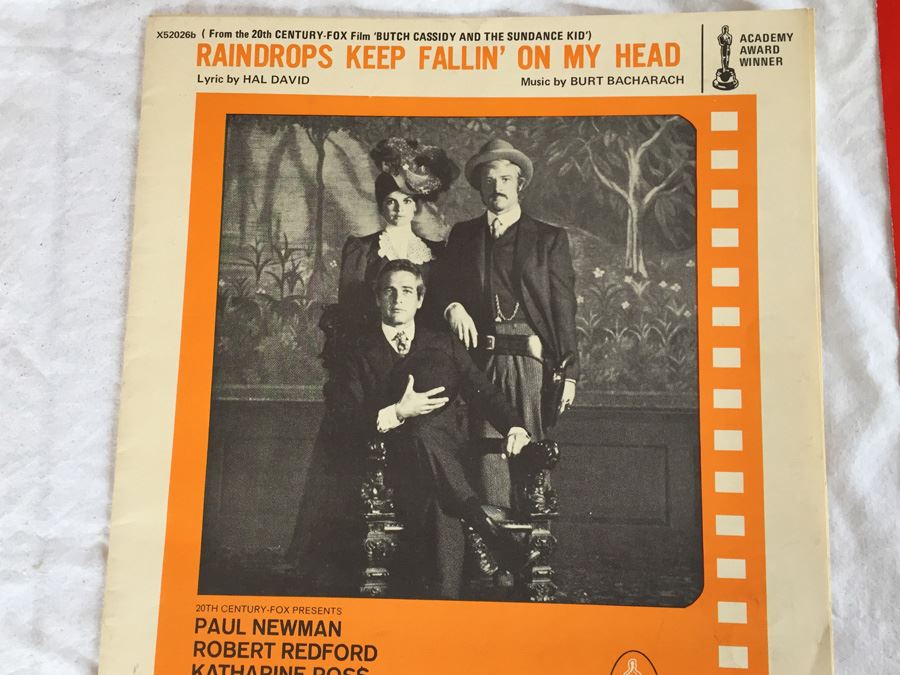 X52026b ( From the 20th CENTURY-FOX Film 'BUTCH CASSIDY AND THE SUNDANCE KID')
RAINDROPS KEEP FALLIN' ON MY HEAD
Lyric by HAL DAVID Music by BURT BACHARACH
ACADEMY
AWARD
WINNER
20TH CENTURY-FOX PRESENTS
PAUL NEWMAN
ROBERT REDFORD
KATHARINE ROSS